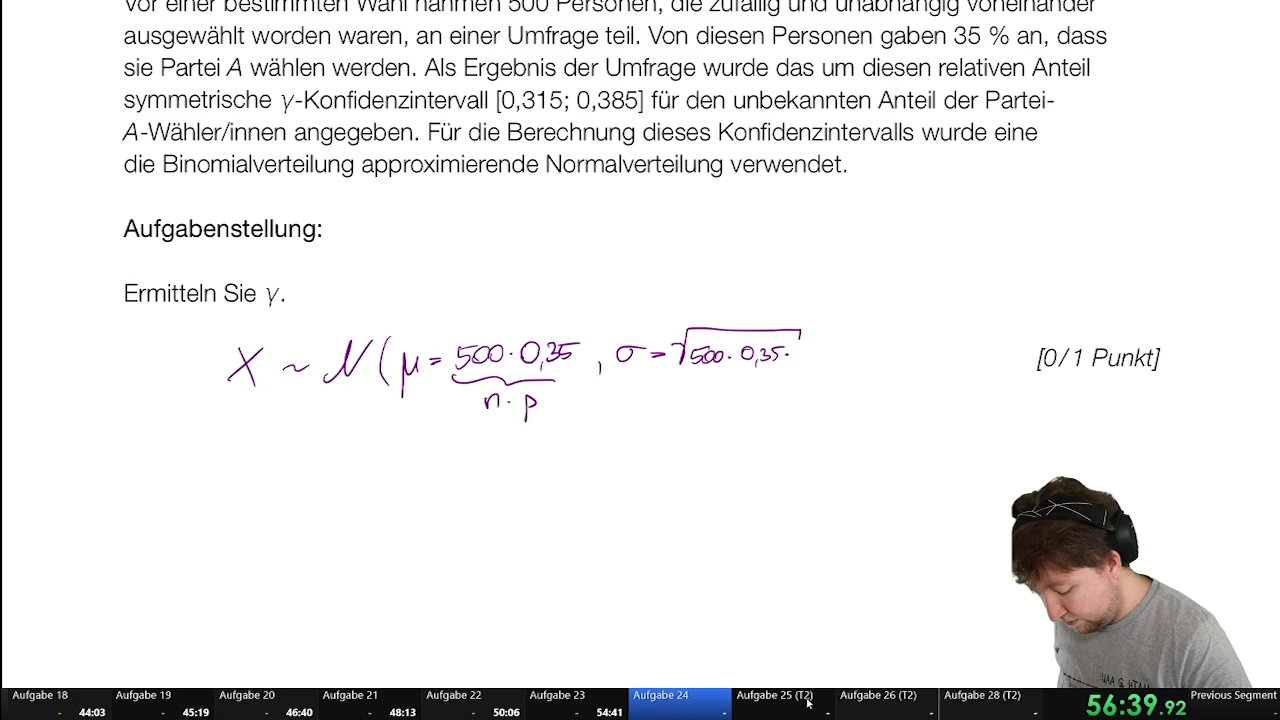 Vor einer bestimmten Wahl nahmen 500 Personen, die zufällig und unabhängig voneinander
ausgewählt worden waren, an einer Umfrage teil. Von diesen Personen gaben 35 % an, dass
sie Partei A wählen werden. Als Ergebnis der Umfrage wurde das um diesen relativen Anteil
symmetrische γ-Konfidenzintervall [0,315; 0,385] für den unbekannten Anteil der Partei-
A-Wähler/innen angegeben. Für die Berechnung dieses Konfidenzintervalls wurde eine
die Binomialverteilung approximierende Normalverteilung verwendet.
Aufgabenstellung:
Ermitteln Sie γ.
X ~ N(μ = 500 · 0,35 , σ = √500 · 0,35 ·
n · p
[0/1 Punkt]
Aufgabe 18 Aufgabe 19 Aufgabe 20 Aufgabe 21 Aufgabe 22 Aufgabe 23 Aufgabe 24 Aufgabe 25 (T2) Aufgabe 26 (T2) Aufgabe 28 (T2) Previous Segment
- 44:03 - 45:19 - 46:40 - 48:13 - 50:06 - 54:41 - - - - 56:39.92 -